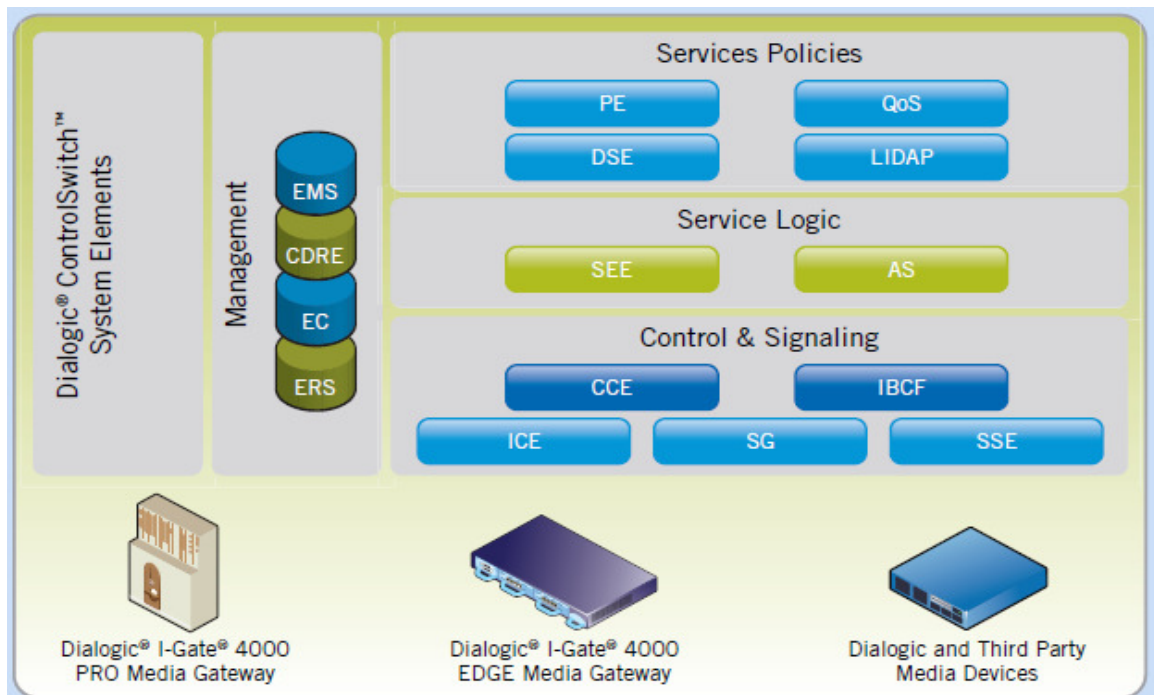 Dialogic® ControlSwitch™
System Elements
Management
EMS
CDRE
EC
ERS
Services Policies
PE
QoS
DSE
LIDAP
Service Logic
SEE
AS
Control & Signaling
CCE
IBCF
ICE
SG
SSE
Dialogic® I-Gate® 4000
PRO Media Gateway
Dialogic® I-Gate® 4000
EDGE Media Gateway
Dialogic and Third Party
Media Devices